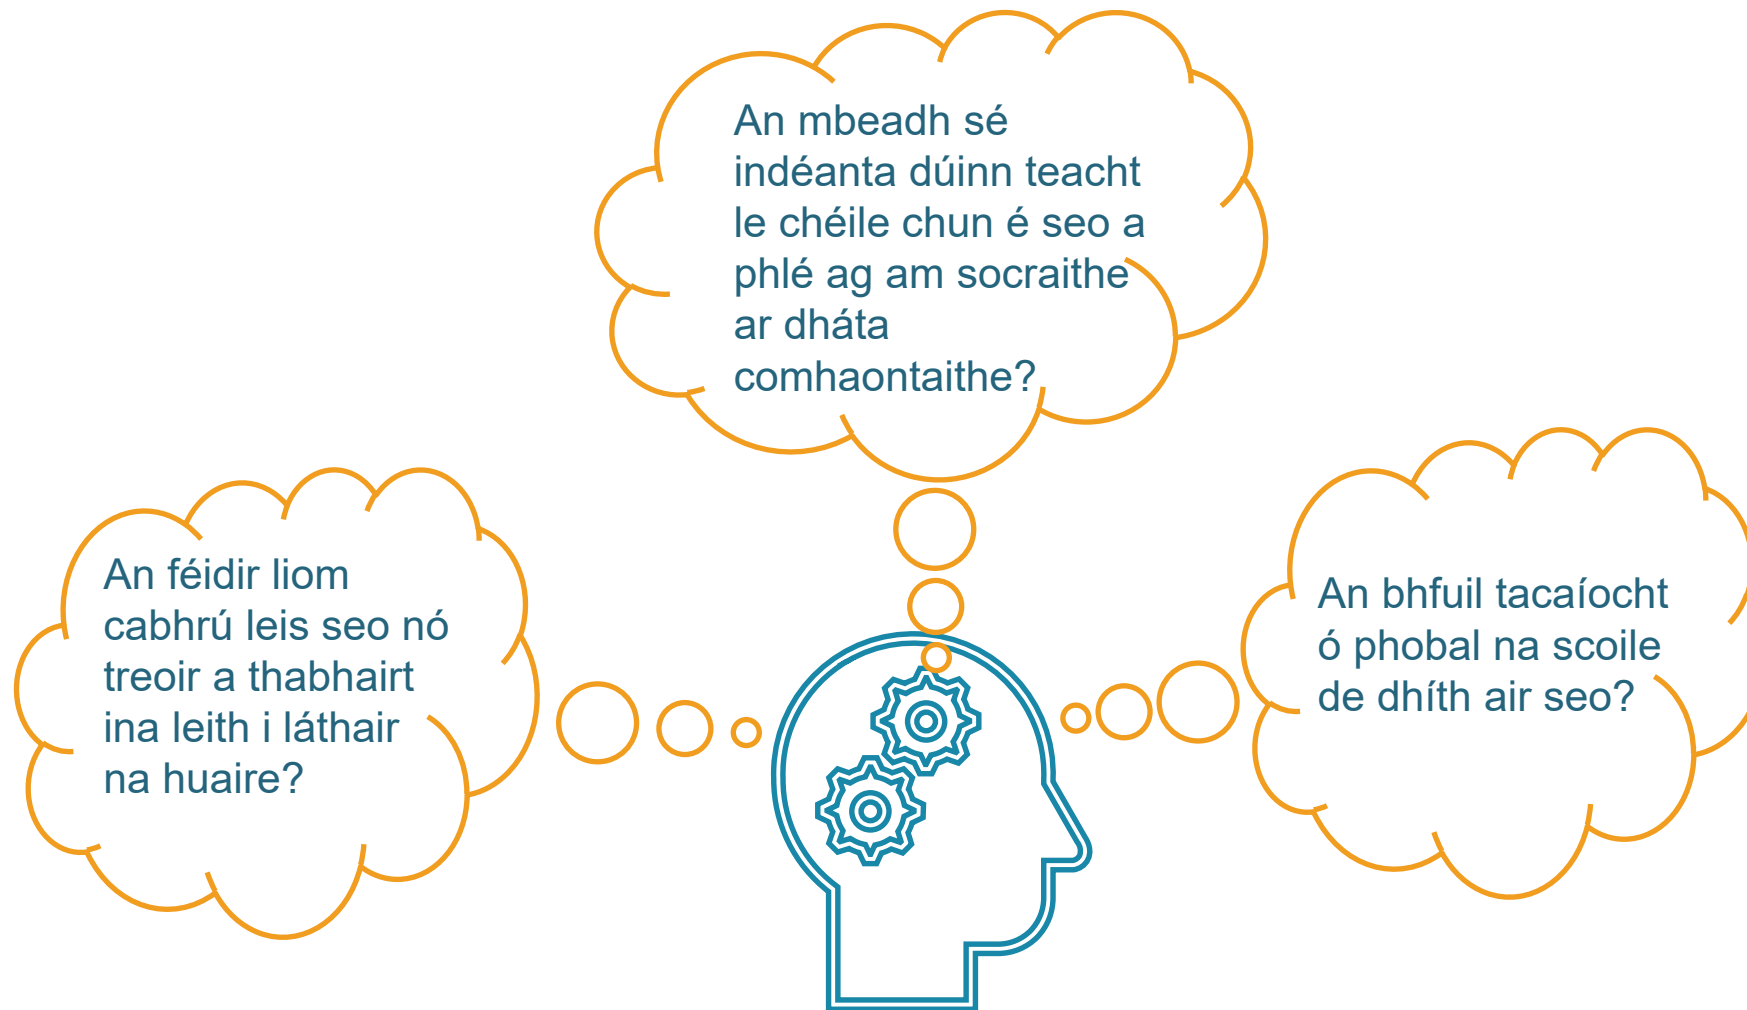 An mbeadh sé
indéanta dúinn teacht
le chéile chun é seo a
phlé ag am socraithe
ar dháta
comhaontaithe?
An féidir liom
cabhrú leis seo nó
treoir a thabhairt
ina leith i láthair
na huaire?
An bhfuil tacaíocht
ó phobal na scoile
de dhíth air seo?